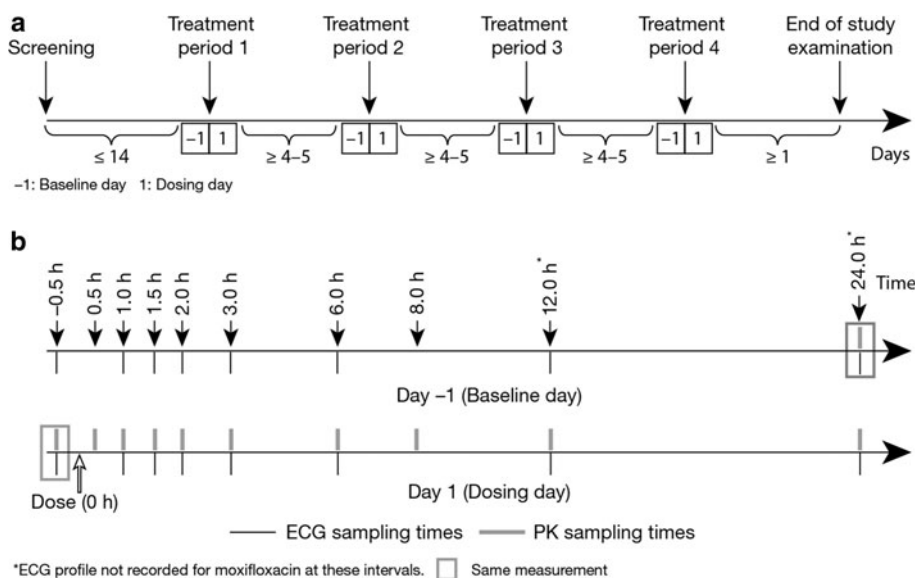 a
Screening
Treatment period 1
Treatment period 2
Treatment period 3
Treatment period 4
End of study examination
−1 1
−1 1
−1 1
−1 1
≤ 14
≥ 4–5
≥ 4–5
≥ 4–5
≥ 1
Days
−1: Baseline day 1: Dosing day
b
−0.5 h
0.5 h
1.0 h
1.5 h
2.0 h
3.0 h
6.0 h
8.0 h
12.0 h*
24.0 h*
Time
Day −1 (Baseline day)
Dose (0 h)
Day 1 (Dosing day)
ECG sampling times
PK sampling times
*ECG profile not recorded for moxifloxacin at these intervals.
Same measurement